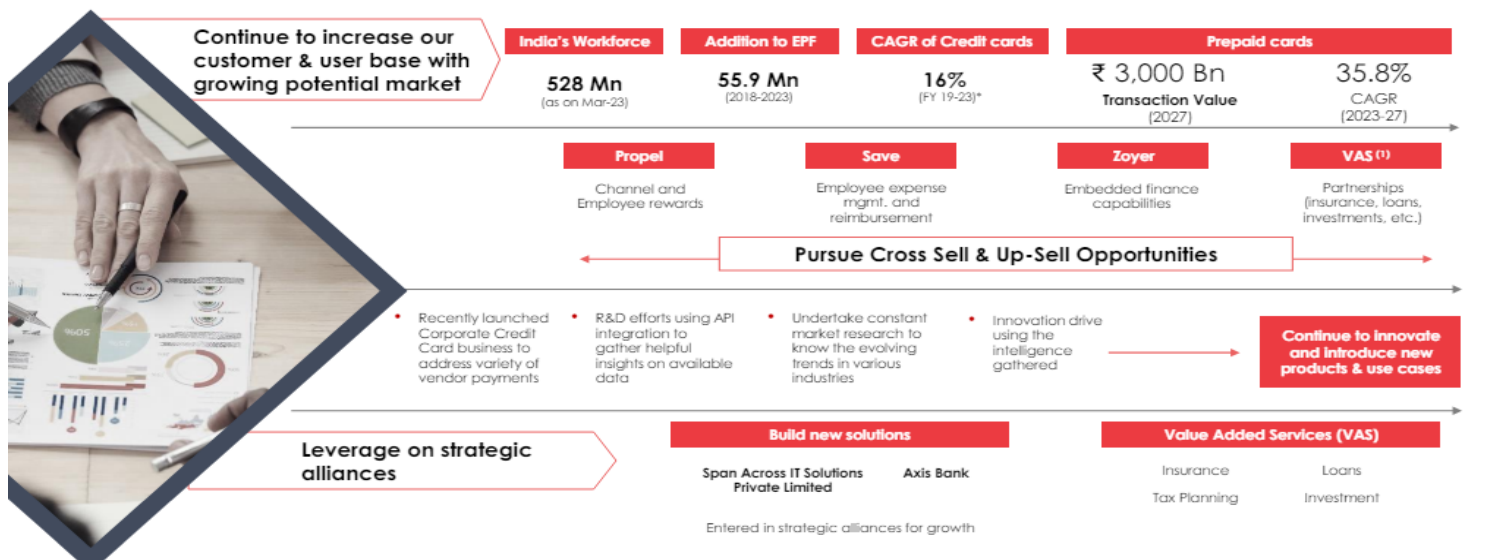 Continue to increase our
customer & user base with
growing potential market
India's Workforce
528 Mn
(as on Mar-23)
Addition to EPF
55.9 Mn
(2018-2023)
CAGR of Credit cards
16%
(FY 19-23)*
Prepaid cards
₹ 3,000 Bn
Transaction Value
(2027)
35.8%
CAGR
(2023-27)
Propel
Channel and
Employee rewards
Save
Employee expense
mgmt. and
reimbursement
Zoyer
Embedded finance
capabilities
VAS (1)
Partnerships
(insurance, loans,
investments, etc.)
Pursue Cross Sell & Up-Sell Opportunities
• Recently launched
Corporate Credit
Card business to
address variety of
vendor payments
• R&D efforts using API
integration to
gather helpful
insights on available
data
• Undertake constant
market research to
know the evolving
trends in various
industries
• Innovation drive
using the
intelligence
gathered
Continue to innovate
and introduce new
products & use cases
Leverage on strategic
alliances
Build new solutions
Span Across IT Solutions
Private Limited
Axis Bank
Entered in strategic alliances for growth
Value Added Services (VAS)
Insurance
Loans
Tax Planning
Investment
50%